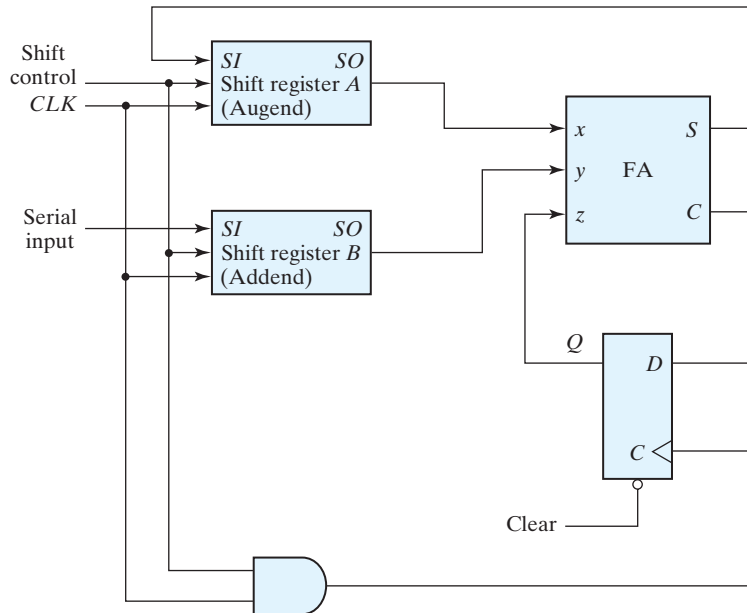 Shift
control
CLK
SI SO
Shift register A
(Augend)
x S
y FA
z C
Serial
input
SI SO
Shift register B
(Addend)
Q
D
C
Clear